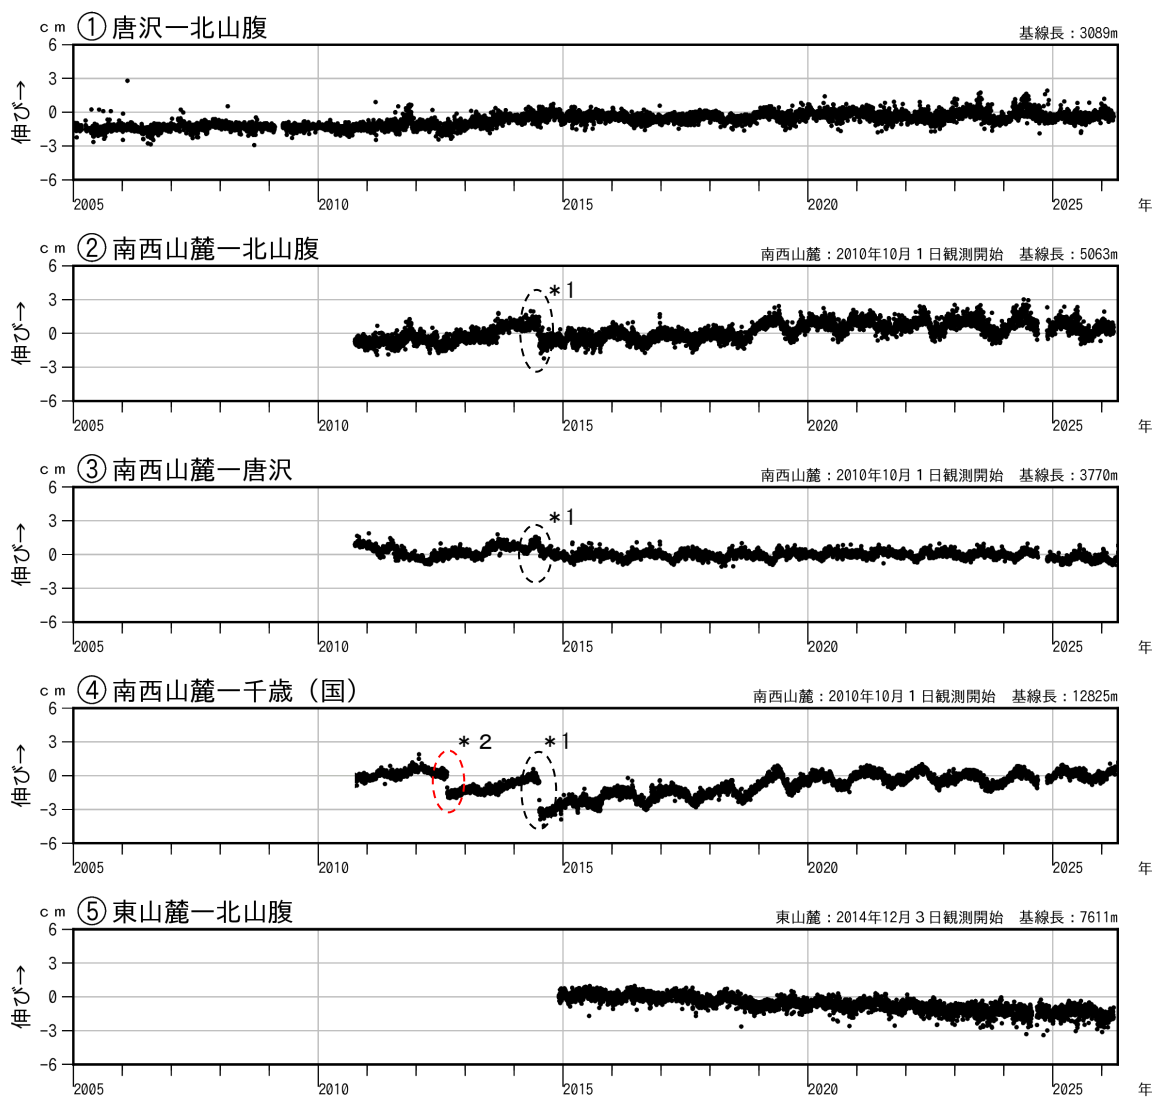 cm ①唐沢ー北山腹 基線長：3089m
6
3
0
-3
-6
伸び→
2005 2010 2015 2020 2025 年
cm ②南西山麓ー北山腹 南西山麓：2010年10月１日観測開始　基線長：5063m
6
3
0
-3
-6
伸び→
＊1
2005 2010 2015 2020 2025 年
cm ③南西山麓ー唐沢 南西山麓：2010年10月１日観測開始　基線長：3770m
6
3
0
-3
-6
伸び→
＊1
2005 2010 2015 2020 2025 年
cm ④南西山麓ー千歳（国） 南西山麓：2010年10月１日観測開始　基線長：12825m
6
3
0
-3
-6
伸び→
＊２ ＊1
2005 2010 2015 2020 2025 年
cm ⑤東山麓ー北山腹 東山麓：2014年12月３日観測開始　基線長：7611m
6
3
0
-3
-6
伸び→
2005 2010 2015 2020 2025 年